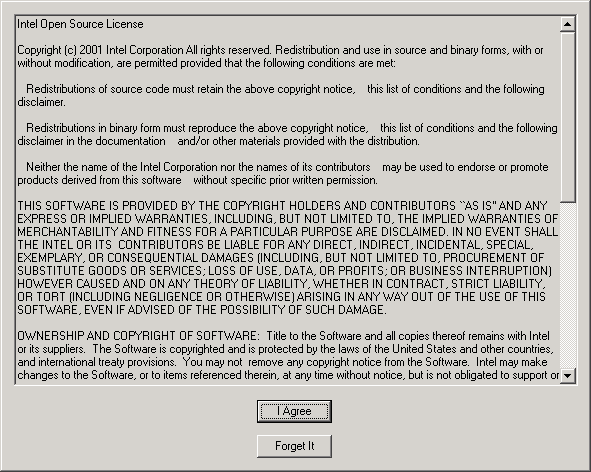 Intel Open Source License
Copyright (c) 2001 Intel Corporation All rights reserved. Redistribution and use in source and binary forms, with or
without modification, are permitted provided that the following conditions are met:
Redistributions of source code must retain the above copyright notice,    this list of conditions and the following
disclaimer.
Redistributions in binary form must reproduce the above copyright notice,    this list of conditions and the following
disclaimer in the documentation    and/or other materials provided with the distribution.
Neither the name of the Intel Corporation nor the names of its contributors    may be used to endorse or promote
products derived from this software    without specific prior written permission.
THIS SOFTWARE IS PROVIDED BY THE COPYRIGHT HOLDERS AND CONTRIBUTORS ``AS IS'' AND ANY
EXPRESS OR IMPLIED WARRANTIES, INCLUDING, BUT NOT LIMITED TO, THE IMPLIED WARRANTIES OF
MERCHANTABILITY AND FITNESS FOR A PARTICULAR PURPOSE ARE DISCLAIMED. IN NO EVENT SHALL
THE INTEL OR ITS  CONTRIBUTORS BE LIABLE FOR ANY DIRECT, INDIRECT, INCIDENTAL, SPECIAL,
EXEMPLARY, OR CONSEQUENTIAL DAMAGES (INCLUDING, BUT NOT LIMITED TO, PROCUREMENT OF
SUBSTITUTE GOODS OR SERVICES; LOSS OF USE, DATA, OR PROFITS; OR BUSINESS INTERRUPTION)
HOWEVER CAUSED AND ON ANY THEORY OF LIABILITY, WHETHER IN CONTRACT, STRICT LIABILITY,
OR TORT (INCLUDING NEGLIGENCE OR OTHERWISE) ARISING IN ANY WAY OUT OF THE USE OF THIS
SOFTWARE, EVEN IF ADVISED OF THE POSSIBILITY OF SUCH DAMAGE.
OWNERSHIP AND COPYRIGHT OF SOFTWARE:  Title to the Software and all copies thereof remains with Intel
or its suppliers.  The Software is copyrighted and is protected by the laws of the United States and other countries,
and international treaty provisions.  You may not  remove any copyright notice from the Software.  Intel may make
changes to the Software, or to items referenced therein, at any time without notice, but is not obligated to support or
I Agree
Forget It